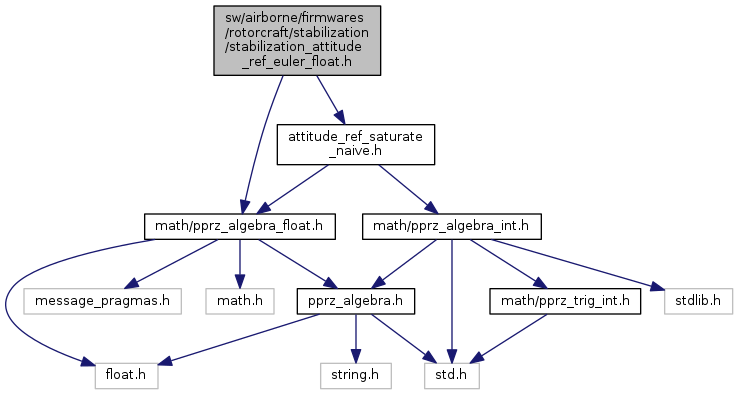 sw/airborne/firmwares
/rotorcraft/stabilization
/stabilization_attitude
_ref_euler_float.h
attitude_ref_saturate
_naive.h
math/pprz_algebra_float.h
math/pprz_algebra_int.h
message_pragmas.h
math.h
pprz_algebra.h
math/pprz_trig_int.h
stdlib.h
float.h
string.h
std.h